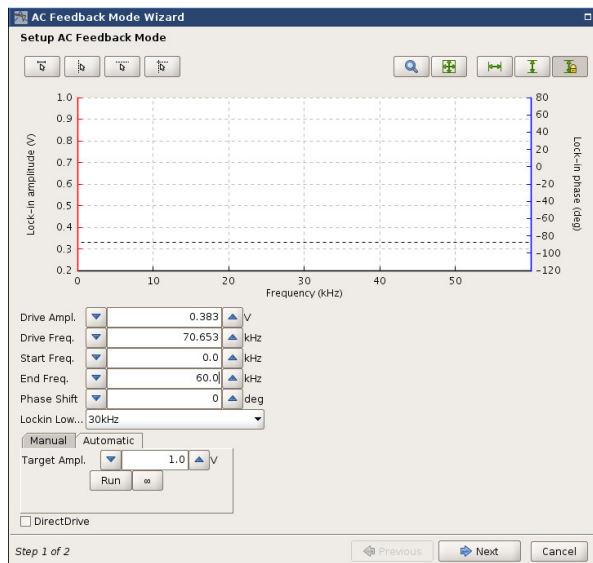 AC Feedback Mode Wizard
Setup AC Feedback Mode
1.0
0.9
0.8
0.7
0.6
0.5
0.4
0.3
0.2
Lock-in amplitude (V)
80
60
40
20
0
-20
-40
-60
-80
-100
-120
Lock-in phase (deg)
0 10 20 30 40 50
Frequency (kHz)
Drive Ampl. 0.383 V
Drive Freq. 70.653 kHz
Start Freq. 0.0 kHz
End Freq. 60.0 kHz
Phase Shift 0 deg
Lockin Low... 30kHz
Manual Automatic
Target Ampl. 1.0 V
Run ∞
DirectDrive
Step 1 of 2 Previous Next Cancel